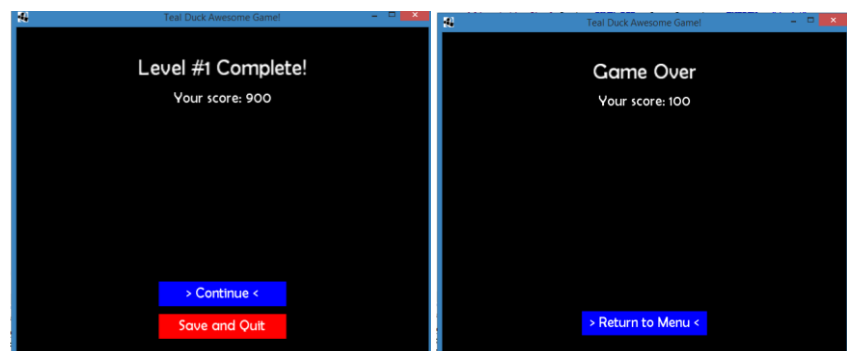 Teal Duck Awesome Game!
Level #1 Complete!
Your score: 900
> Continue <
Save and Quit
Teal Duck Awesome Game!
Game Over
Your score: 100
> Return to Menu <